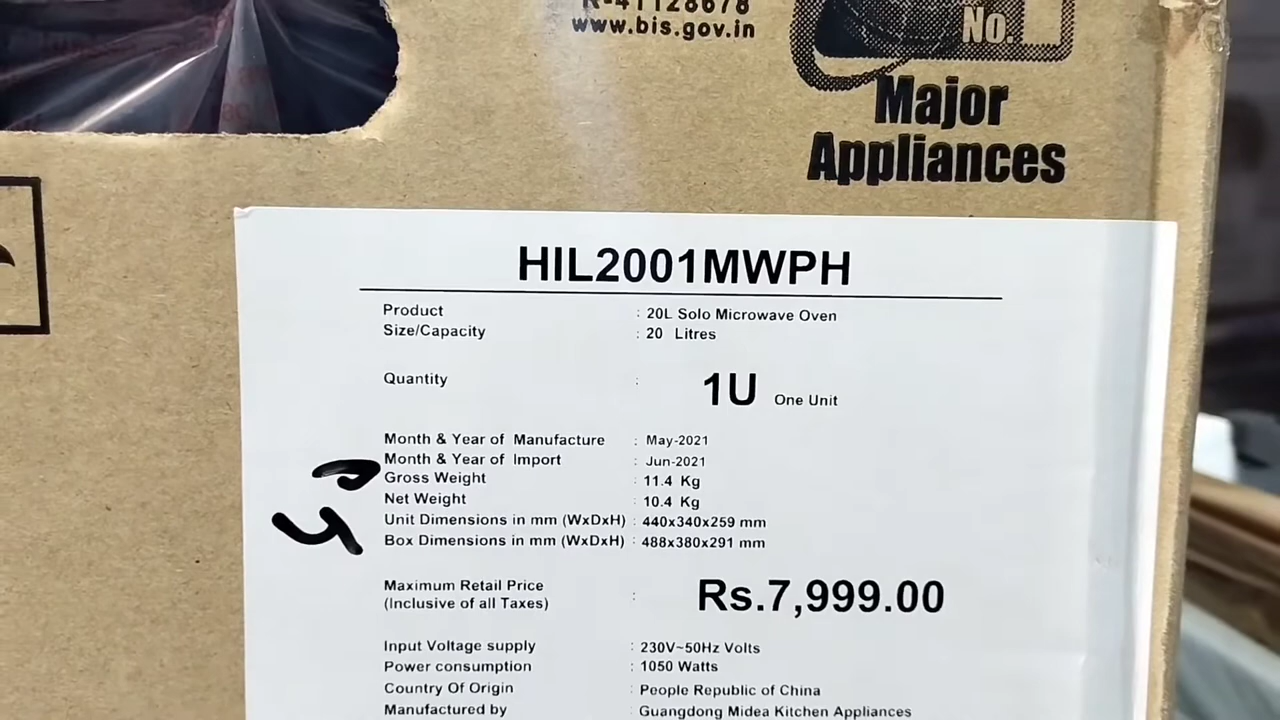 R-41128678
www.bis.gov.in
No.
Major
Appliances
HIL2001MWPH
Product : 20L Solo Microwave Oven
Size/Capacity : 20 Litres
Quantity : 1U One Unit
Month & Year of Manufacture : May-2021
Month & Year of Import : Jun-2021
Gross Weight : 11.4 Kg
Net Weight : 10.4 Kg
Unit Dimensions in mm (WxDxH) : 440x340x259 mm
Box Dimensions in mm (WxDxH) : 488x380x291 mm
Maximum Retail Price
(Inclusive of all Taxes) : Rs.7,999.00
Input Voltage supply : 230V~50Hz Volts
Power consumption : 1050 Watts
Country Of Origin : People Republic of China
Manufactured by : Guangdong Midea Kitchen Appliances